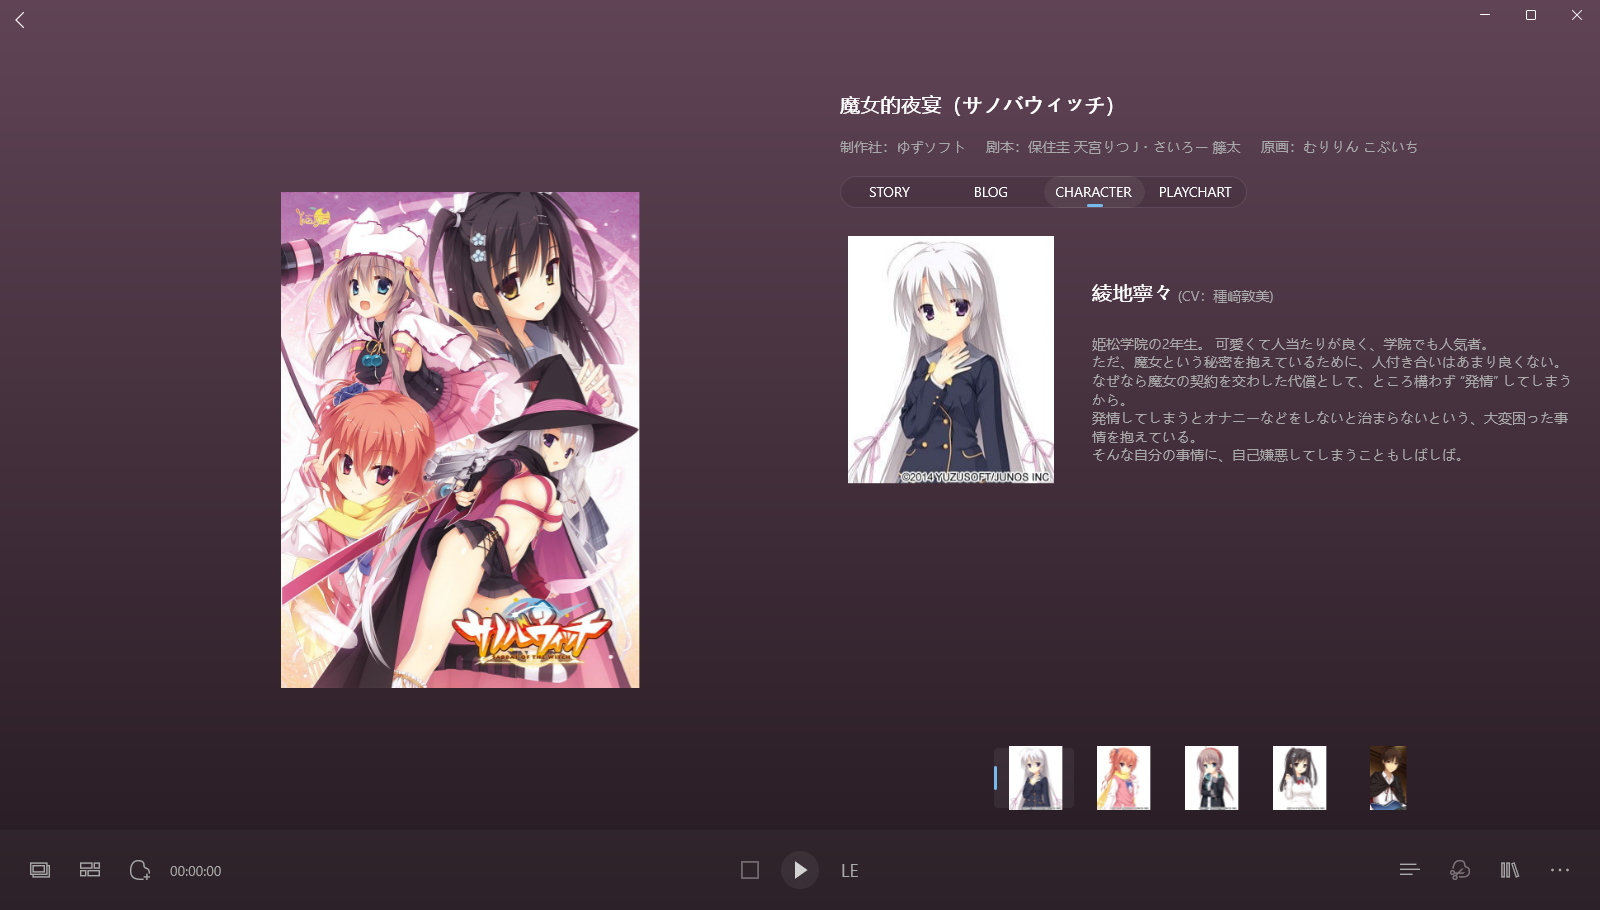 魔女的夜宴（サノバウィッチ）
制作社：ゆずソフト 剧本：保住圭 天宮りつ J・さいろー 籐太 原画：むりりん こぶいち
STORY BLOG CHARACTER PLAYCHART
綾地寧々 (CV：種﨑敦美)
姫松学院の2年生。 可愛くて人当たりが良く、学院でも人気者。
ただ、魔女という秘密を抱えているために、人付き合いはあまり良くない。
なぜなら魔女の契約を交わした代償として、ところ構わず “発情” してしまう
から。
発情してしまうとオナニーなどをしないと治まらないという、大変困った事
情を抱えている。
そんな自分の事情に、自己嫌悪してしまうこともしばしば。
©2014 YUZUSOFT/JUNOS INC
サノバウィッチ
SABBAT OF THE WITCH
00:00:00
LE